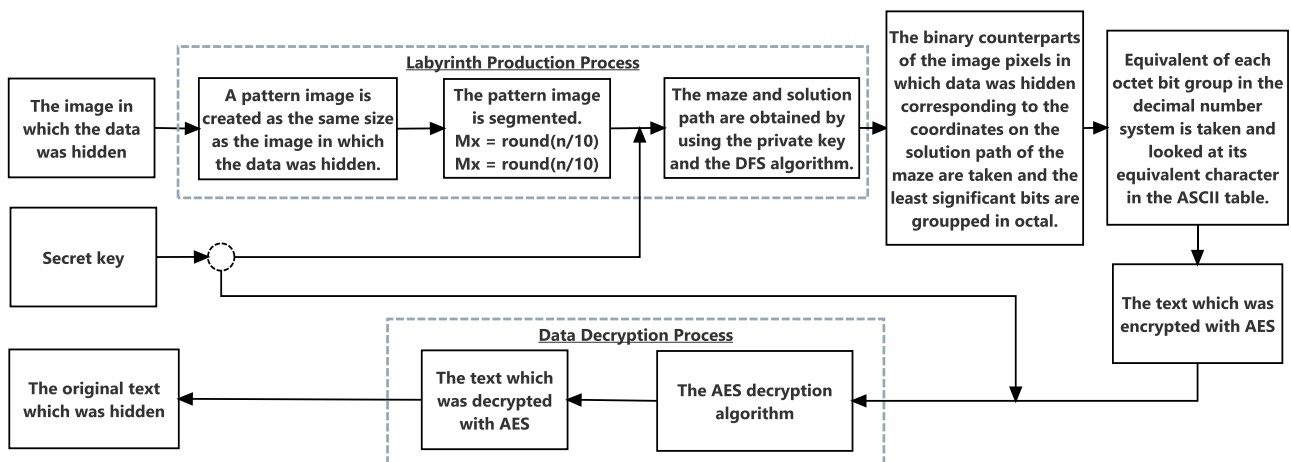 Labyrinth Production Process
The image in
which the data
was hidden
A pattern image is
created as the same size
as the image in which
the data was hidden.
The pattern image
is segmented.
Mx = round(n/10)
Mx = round(n/10)
The maze and solution
path are obtained by
using the private key
and the DFS algorithm.
The binary counterparts
of the image pixels in
which data was hidden
corresponding to the
coordinates on the
solution path of the
maze are taken and the
least significant bits are
groupped in octal.
Equivalent of each
octet bit group in the
decimal number
system is taken and
looked at its
equivalent character
in the ASCII table.
Secret key
The text which was
encrypted with AES
Data Decryption Process
The AES decryption
algorithm
The text which
was decrypted
with AES
The original text
which was hidden